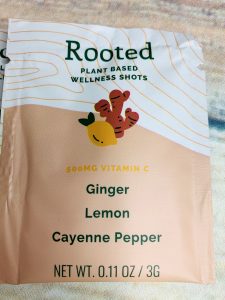 Rooted
PLANT BASED
WELLNESS SHOTS
500MG VITAMIN C
Ginger
Lemon
Cayenne Pepper
NET WT. 0.11 OZ / 3G